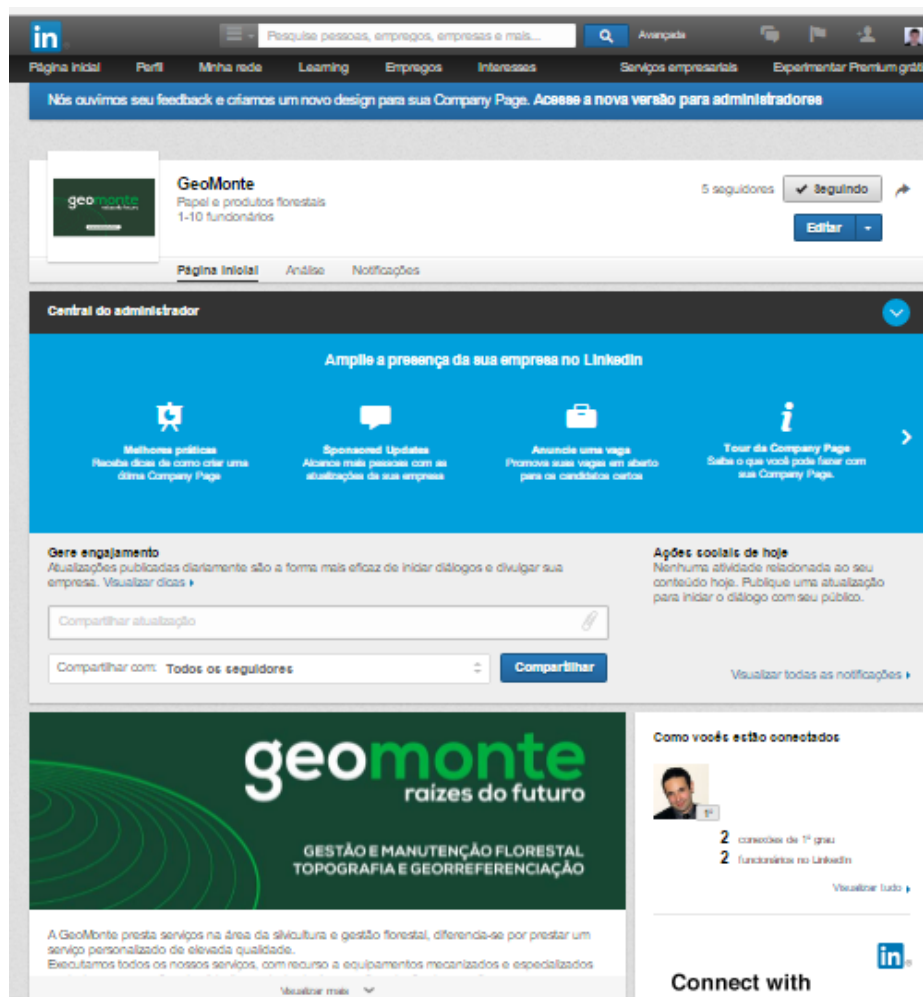 in
Pesquise pessoas, empregos, empresas e mais...
Avançada
Página inicial Perfil Minha rede Learning Empregos Interesses Serviços empresariais Experimentar Premium gráti
Nós ouvimos seu feedback e criamos um novo design para sua Company Page. Acesse a nova versão para administradores
geomonte
GeoMonte
Papel e produtos florestais
1-10 funcionários
5 seguidores
Seguindo
Editar
Página inicial Análise Notificações
Central do administrador
Amplie a presença da sua empresa no LinkedIn
Melhores práticas
Receba dicas de como criar uma
ótima Company Page
Sponsored Updates
Alcance mais pessoas com as
atualizações da sua empresa
Anuncie uma vaga
Promova suas vagas em aberto
para os candidatos certos
Tour da Company Page
Saiba o que você pode fazer com
sua Company Page.
Gere engajamento
Atualizações publicadas diariamente são a forma mais eficaz de iniciar diálogos e divulgar sua
empresa. Visualizar dicas
Compartilhar atualização
Compartilhar com: Todos os seguidores
Compartilhar
Ações sociais de hoje
Nenhuma atividade relacionada ao seu
conteúdo hoje. Publique uma atualização
para iniciar o diálogo com seu público.
Visualizar todas as notificações
geomonte
raízes do futuro
GESTÃO E MANUTENÇÃO FLORESTAL
TOPOGRAFIA E GEORREFERENCIAÇÃO
A GeoMonte presta serviços na área da silvicultura e gestão florestal, diferencia-se por prestar um
serviço personalizado de elevada qualidade.
Executamos todos os nossos serviços, com recurso a equipamentos mecanizados e especializados
Visualizar mais
Como vocês estão conectados
1º
2 conexões de 1º grau
2 funcionários no LinkedIn
Visualizar tudo
in
Connect with